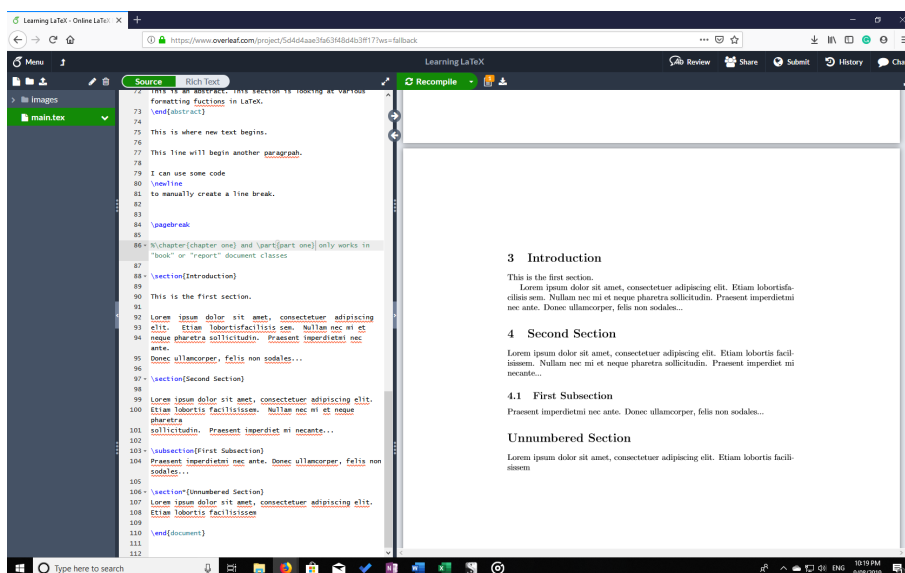 Learning LaTeX - Online LaTeX
https://www.overleaf.com/project/5d4d4aae3fa63f48d4b3ff17?ws=fallback
Menu
Learning LaTeX
Review Share Submit History Cha
Source Rich Text
Recompile
images
main.tex
72 This is an abstract. This section is looking at various
formatting fuctions in LaTeX.
73 \end{abstract}
74
75 This is where new text begins.
76
77 This line will begin another paragrpah.
78
79 I can use some code
80 \newline
81 to manually create a line break.
82
83
84 \pagebreak
85
86 %\chapter{chapter one} and \part{part one} only works in
"book" or "report" document classes
87
88 \section{Introduction}
89
90 This is the first section.
91
92 Lorem ipsum dolor sit amet, consectetuer adipiscing
93 elit. Etiam lobortisfacilisis sem. Nullam nec mi et
94 neque pharetra sollicitudin. Praesent imperdietmi nec
ante.
95 Donec ullamcorper, felis non sodales...
96
97 \section{Second Section}
98
99 Lorem ipsum dolor sit amet, consectetuer adipiscing elit.
100 Etiam lobortis facilisissem. Nullam nec mi et neque
pharetra
101 sollicitudin. Praesent imperdiet mi necante...
102
103 \subsection{First Subsection}
104 Praesent imperdietmi nec ante. Donec ullamcorper, felis non
sodales...
105
106 \section*{Unnumbered Section}
107 Lorem ipsum dolor sit amet, consectetuer adipiscing elit.
108 Etiam lobortis facilisissem
109
110 \end{document}
111
112
3 Introduction
This is the first section.
Lorem ipsum dolor sit amet, consectetuer adipiscing elit. Etiam lobortisfa-
cilisis sem. Nullam nec mi et neque pharetra sollicitudin. Praesent imperdietmi
nec ante. Donec ullamcorper, felis non sodales...
4 Second Section
Lorem ipsum dolor sit amet, consectetuer adipiscing elit. Etiam lobortis facil-
isissem. Nullam nec mi et neque pharetra sollicitudin. Praesent imperdiet mi
necante...
4.1 First Subsection
Praesent imperdietmi nec ante. Donec ullamcorper, felis non sodales...
Unnumbered Section
Lorem ipsum dolor sit amet, consectetuer adipiscing elit. Etiam lobortis facili-
sissem
Type here to search
ENG
10:19 PM